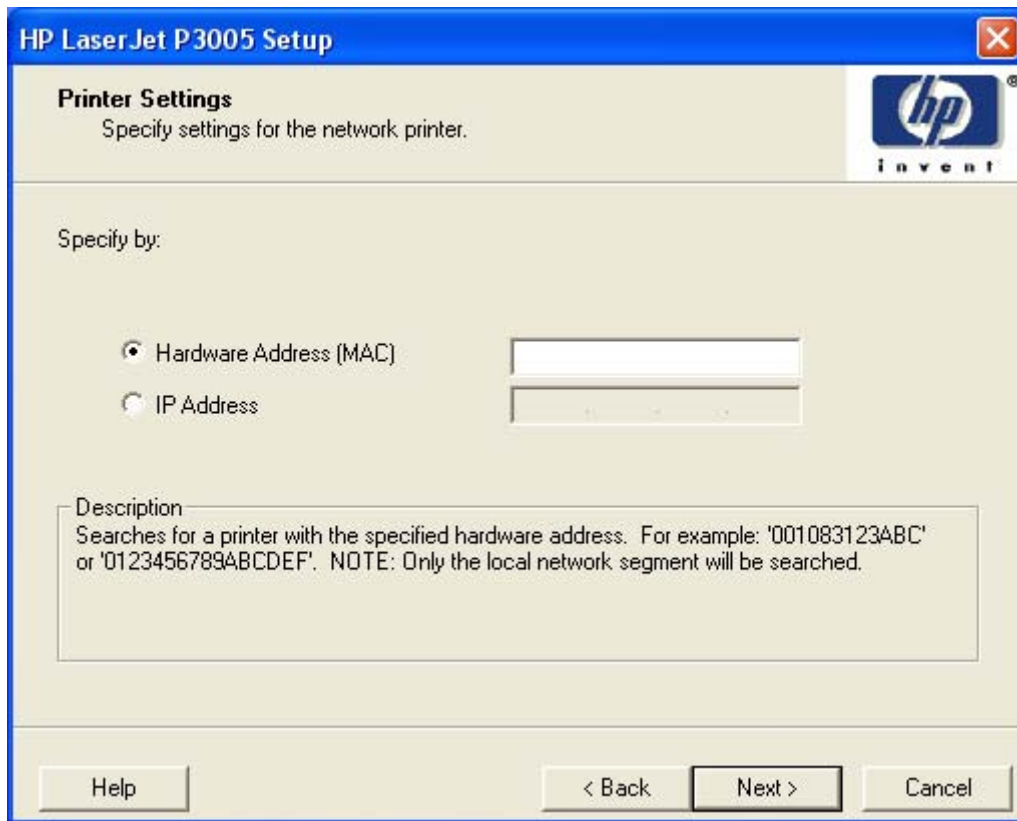 HP LaserJet P3005 Setup
Printer Settings
Specify settings for the network printer.
hp
®
invent
Specify by:
Hardware Address (MAC)
IP Address
Description
Searches for a printer with the specified hardware address. For example: '001083123ABC'
or '0123456789ABCDEF'. NOTE: Only the local network segment will be searched.
Help
< Back
Next >
Cancel